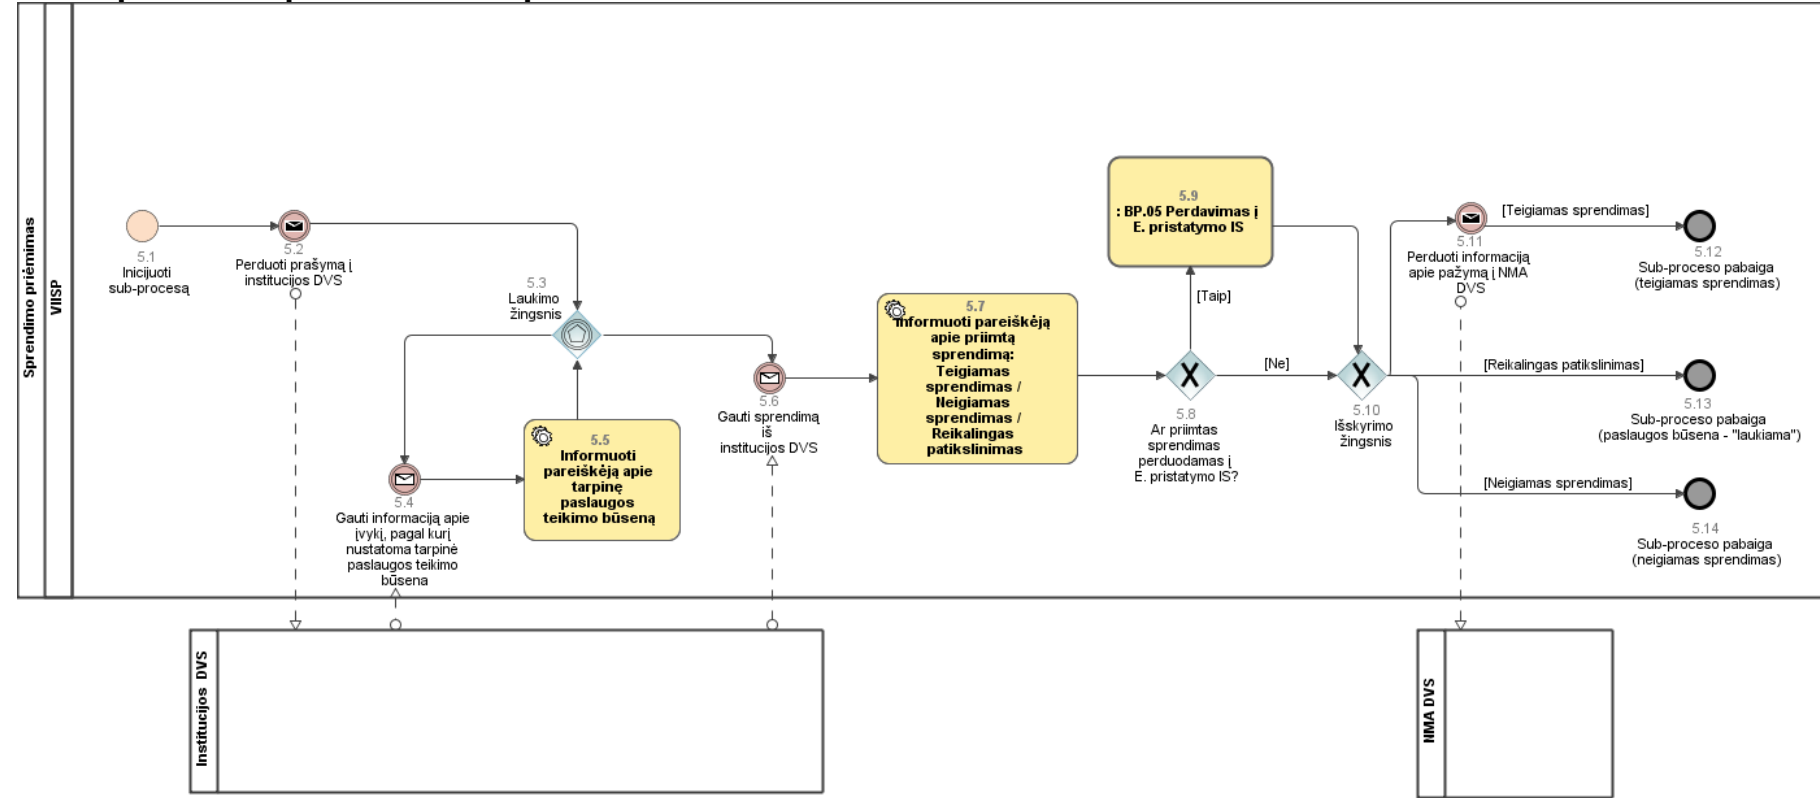 Sprendimo priėmimas
VIISP
5.1
Inicijuoti
sub-procesą
5.2
Perduoti prašymą į
institucijos DVS
5.3
Laukimo
žingsnis
5.4
Gauti informaciją apie
įvykį, pagal kurį
nustatoma tarpinė
paslaugos teikimo
būsena
5.5
Informuoti
pareiškėją apie
tarpinę
paslaugos
teikimo būseną
5.6
Gauti sprendimą
iš
institucijos DVS
5.7
Informuoti pareiškėją
apie priimtą
sprendimą:
Teigiamas
sprendimas /
Neigiamas
sprendimas /
Reikalingas
patikslinimas
5.8
Ar priimtas
sprendimas
perduodamas į
E. pristatymo IS?
[Taip]
[Ne]
5.9
: BP.05 Perdavimas į
E. pristatymo IS
5.10
Išskyrimo
žingsnis
5.11
Perduoti informaciją
apie pažymą į NMA
DVS
[Teigiamas sprendimas]
5.12
Sub-proceso pabaiga
(teigiamas sprendimas)
[Reikalingas patikslinimas]
5.13
Sub-proceso pabaiga
(paslaugos būsena - "laukiama")
[Neigiamas sprendimas]
5.14
Sub-proceso pabaiga
(neigiamas sprendimas)
Institucijos DVS
NMA DVS